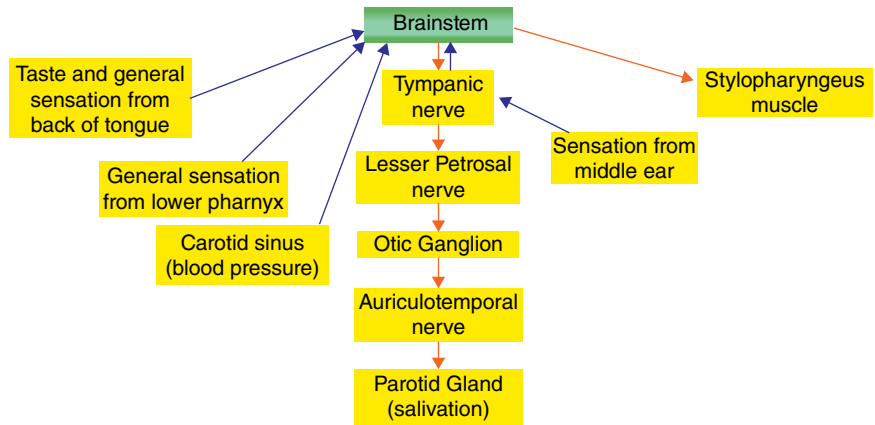 Brainstem
Taste and general
sensation from
back of tongue
Tympanic
nerve
Stylopharyngeus
muscle
General sensation
from lower pharnyx
Lesser Petrosal
nerve
Sensation from
middle ear
Carotid sinus
(blood pressure)
Otic Ganglion
Auriculotemporal
nerve
Parotid Gland
(salivation)